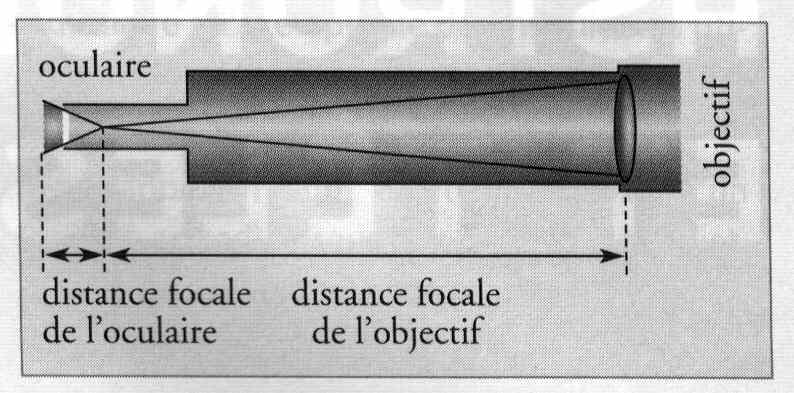 oculaire
objectif
distance focale
de l'oculaire
distance focale
de l'objectif